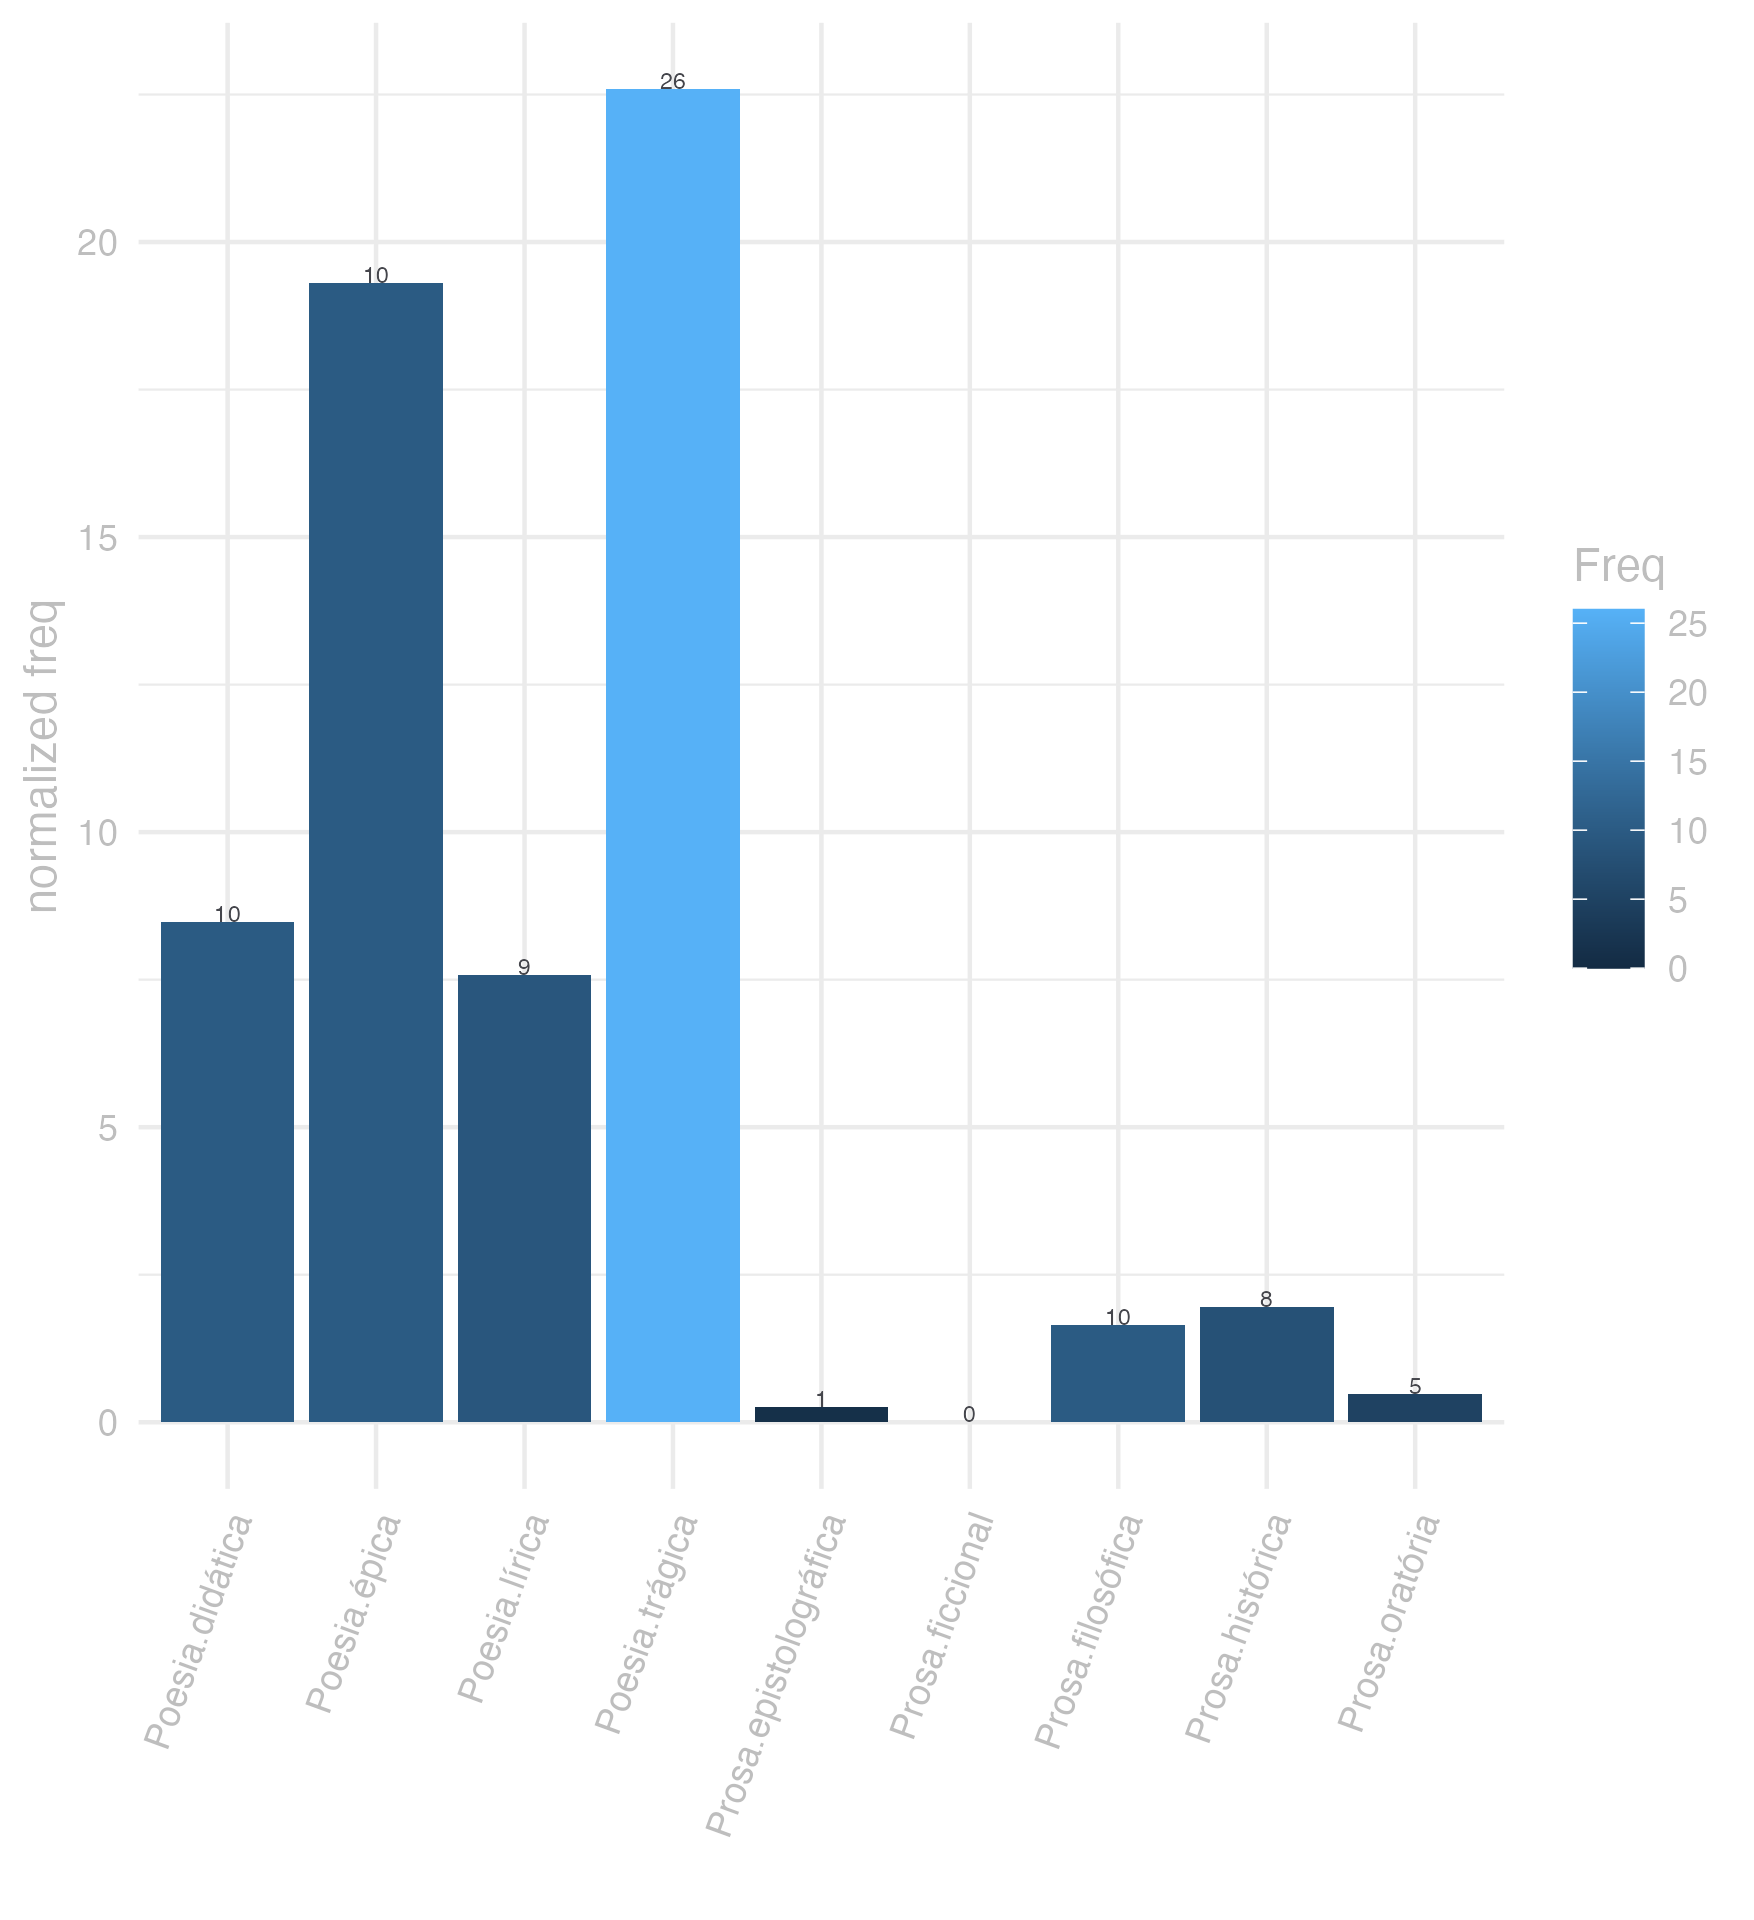 26
20
10
15
normalized freq
10
10
9
5
10
8
1
5
0
0
Freq
25
20
15
10
5
0
Poesia.didática
Poesia.épica
Poesia.lírica
Poesia.trágica
Prosa.epistolográfica
Prosa.ficcional
Prosa.filosófica
Prosa.histórica
Prosa.oratória